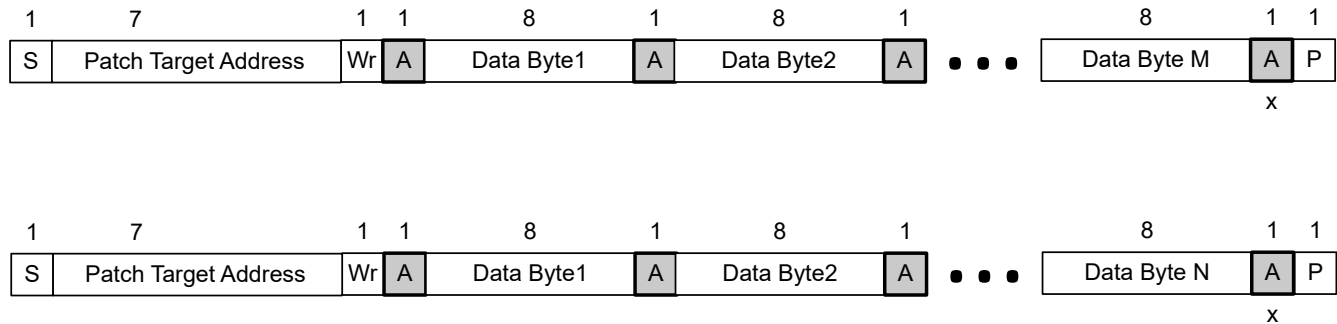 1 7 1 1 8 1 8 1 8 1 1
S Patch Target Address Wr A Data Byte1 A Data Byte2 A • • • Data Byte M A P
x
1 7 1 1 8 1 8 1 8 1 1
S Patch Target Address Wr A Data Byte1 A Data Byte2 A • • • Data Byte N A P
x